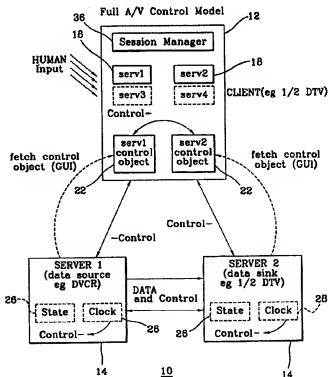 Full A/V Control Model
36
12
Session Manager
18
18
HUMAN
Input
serv1
serv2
serv3
serv4
CLIENT(eg 1/2 DTV)
Control-
serv1
control
object
serv2
control
object
fetch control
object (GUI)
fetch control
object (GUI)
22
22
-Control
Control-
SERVER 1
(data source
eg DVCR)
SERVER 2
(data sink
eg 1/2 DTV)
DATA
and Control
State
Clock
State
Clock
26
26
26
28
Control-
Control-
14
14
10